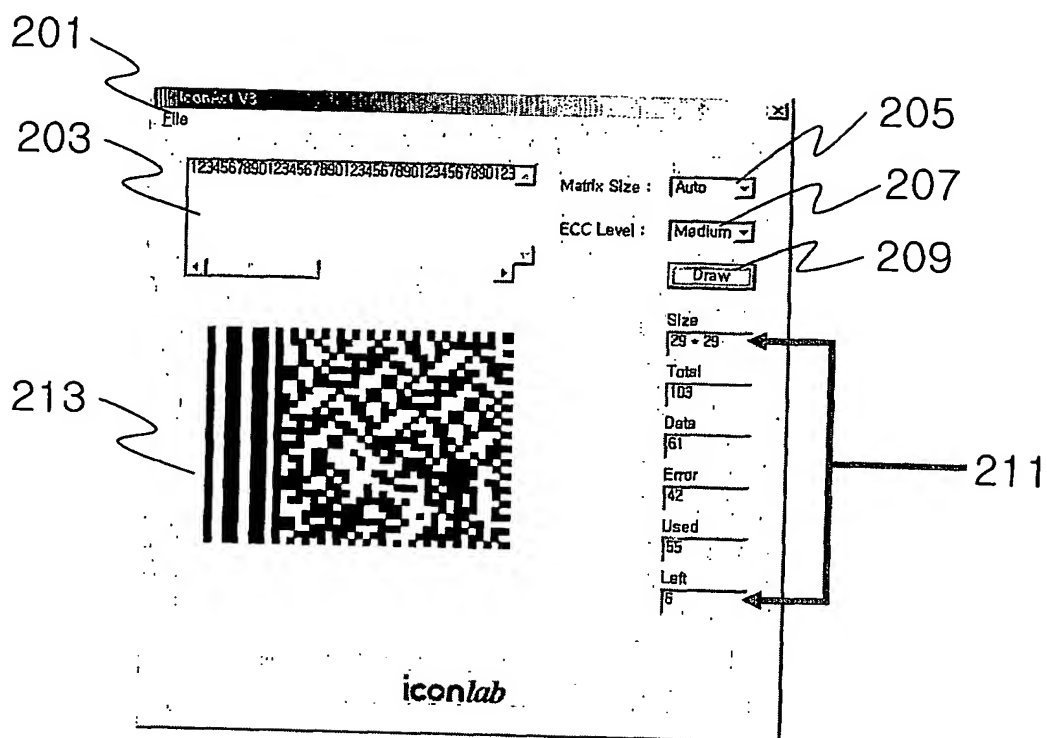 201
IconAct V3
File
203
1234567890123456789012345678901234567890123
Matrix Size :
Auto
205
207
ECC Level :
Medium
209
Draw
Size
29 * 29
Total
103
213
Data
61
211
Error
42
Used
55
Left
6
iconlab